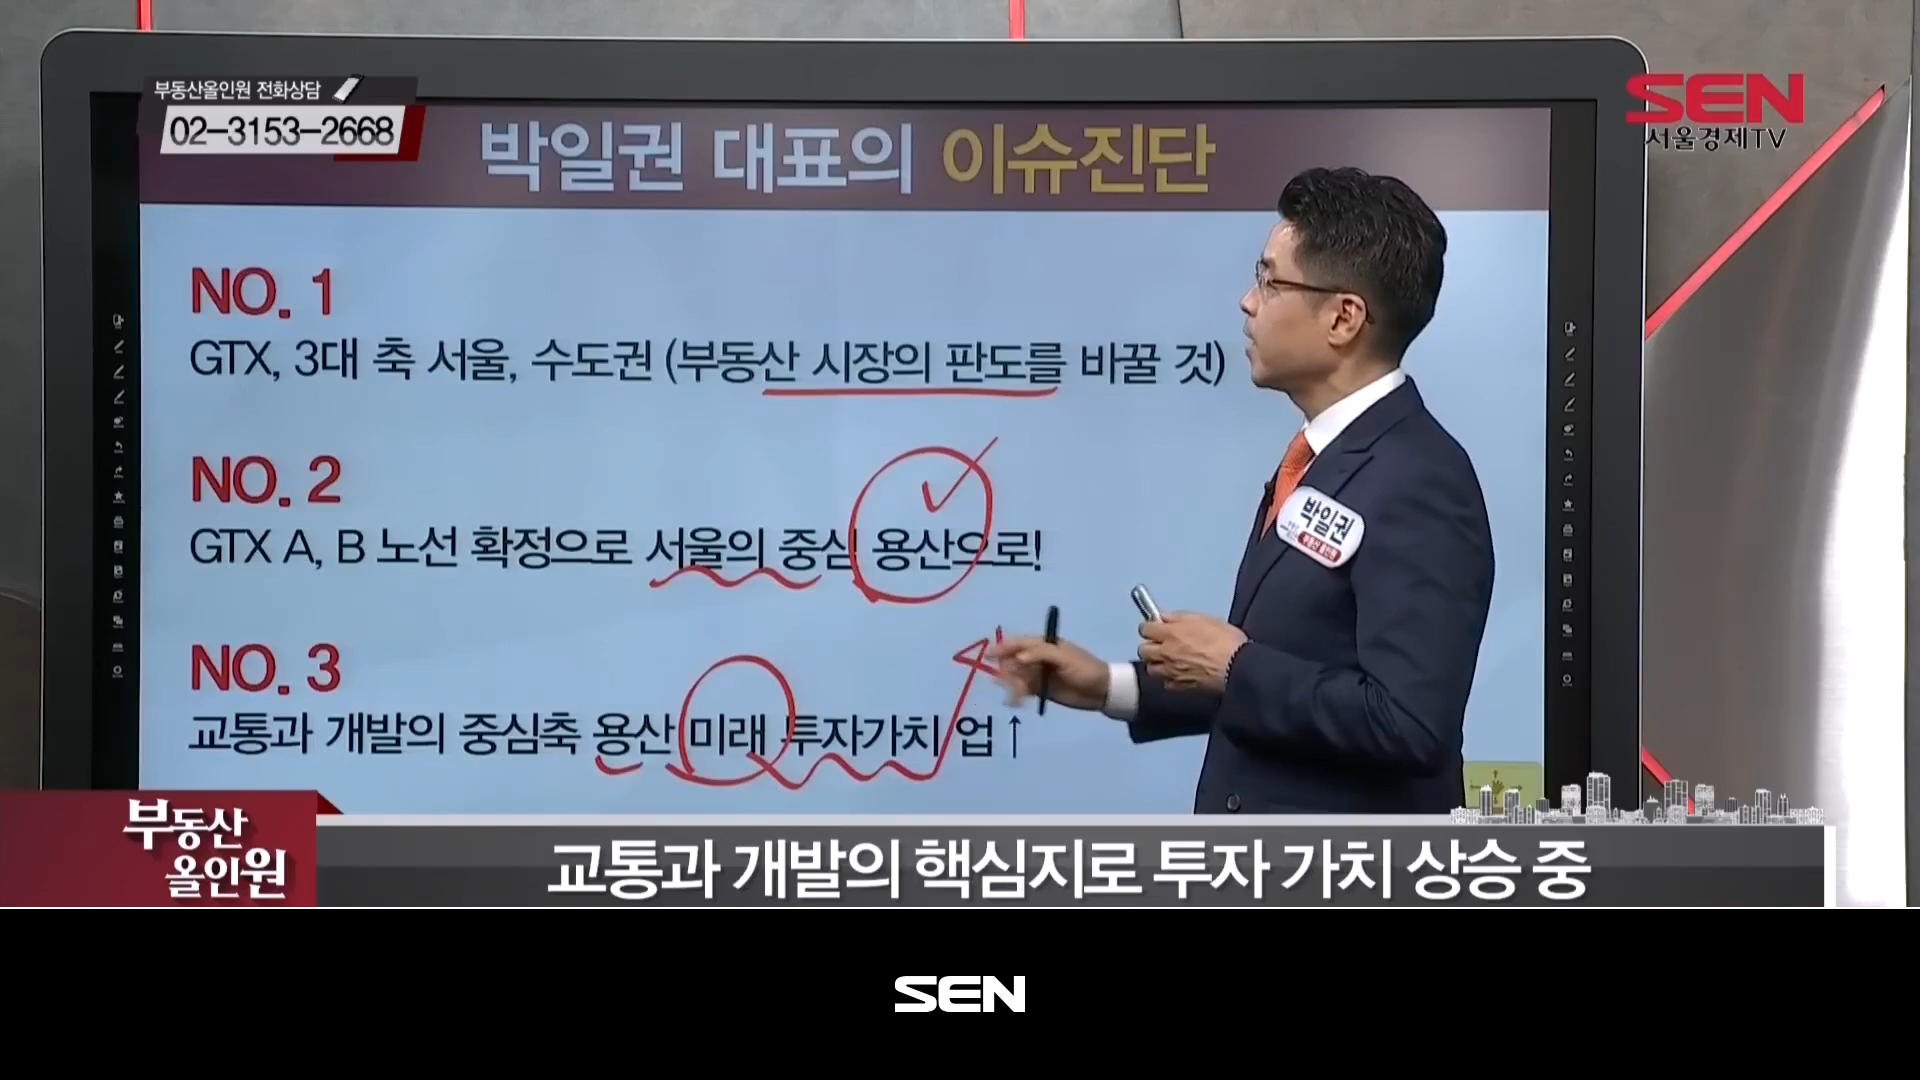 부동산올인원 전화상담
02-3153-2668
SEN
서울경제TV
박일권 대표의 이슈진단
NO. 1
GTX, 3대 축 서울, 수도권 (부동산 시장의 판도를 바꿀 것)
NO. 2
GTX A, B 노선 확정으로 서울의 중심 용산으로!
NO. 3
교통과 개발의 중심축 용산 미래 투자가치 업↑
박일권
부동산 올인원
부동산
올인원
교통과 개발의 핵심지로 투자 가치 상승 중
SEN